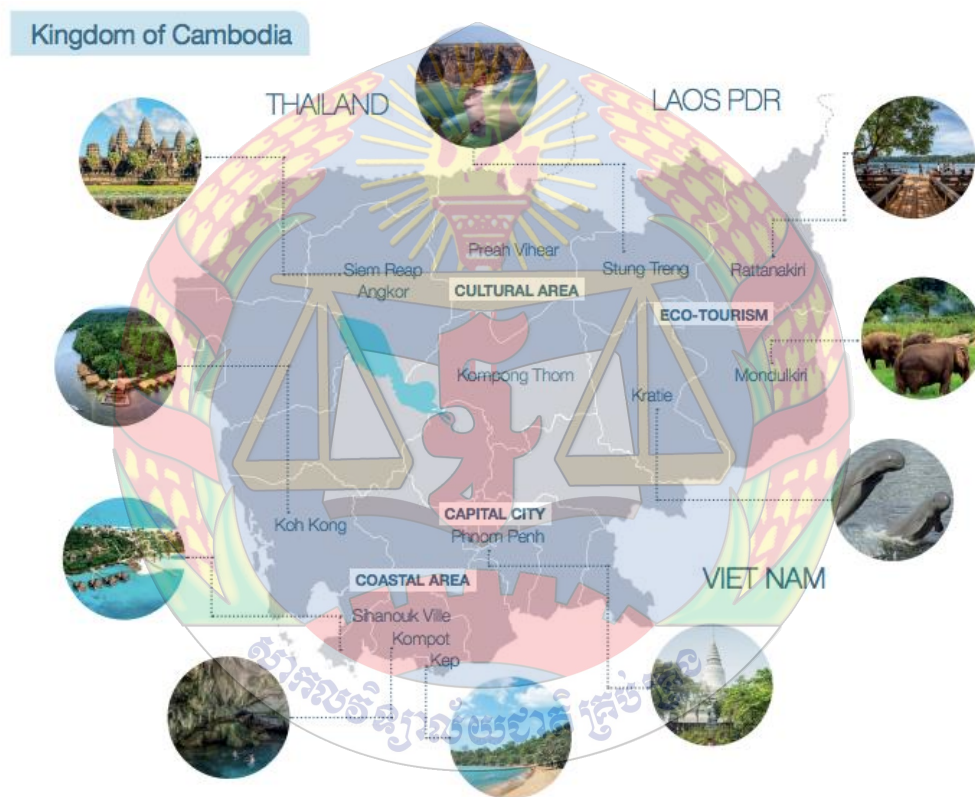 Kingdom of Cambodia
THAILAND
LAOS PDR
Preah Vihear
Siem Reap
Angkor
Stung Treng
Rattanakiri
CULTURAL AREA
ECO-TOURISM
Kompong Thom
Mondulkiri
Kratie
Koh Kong
CAPITAL CITY
Phnom Penh
COASTAL AREA
VIET NAM
Sihanouk Ville
Kompot
Kep